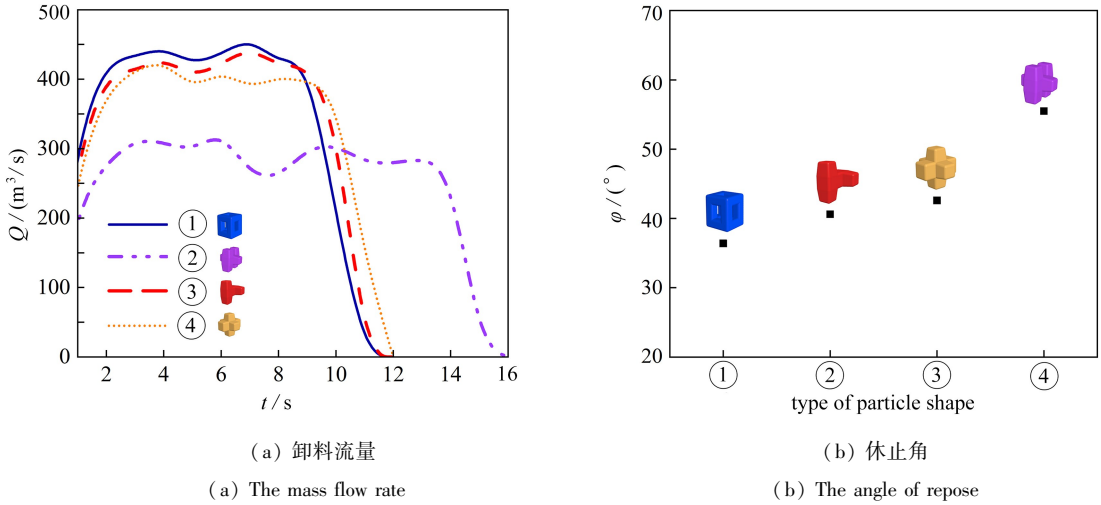 500
400
300
200
100
0
Q / (m³/s)
①
②
③
④
2 4 6 8 10 12 14 16
t / s
(a) 卸料流量
(a) The mass flow rate
70
60
50
40
30
20
φ/(°)
① ② ③ ④
type of particle shape
(b) 休止角
(b) The angle of repose